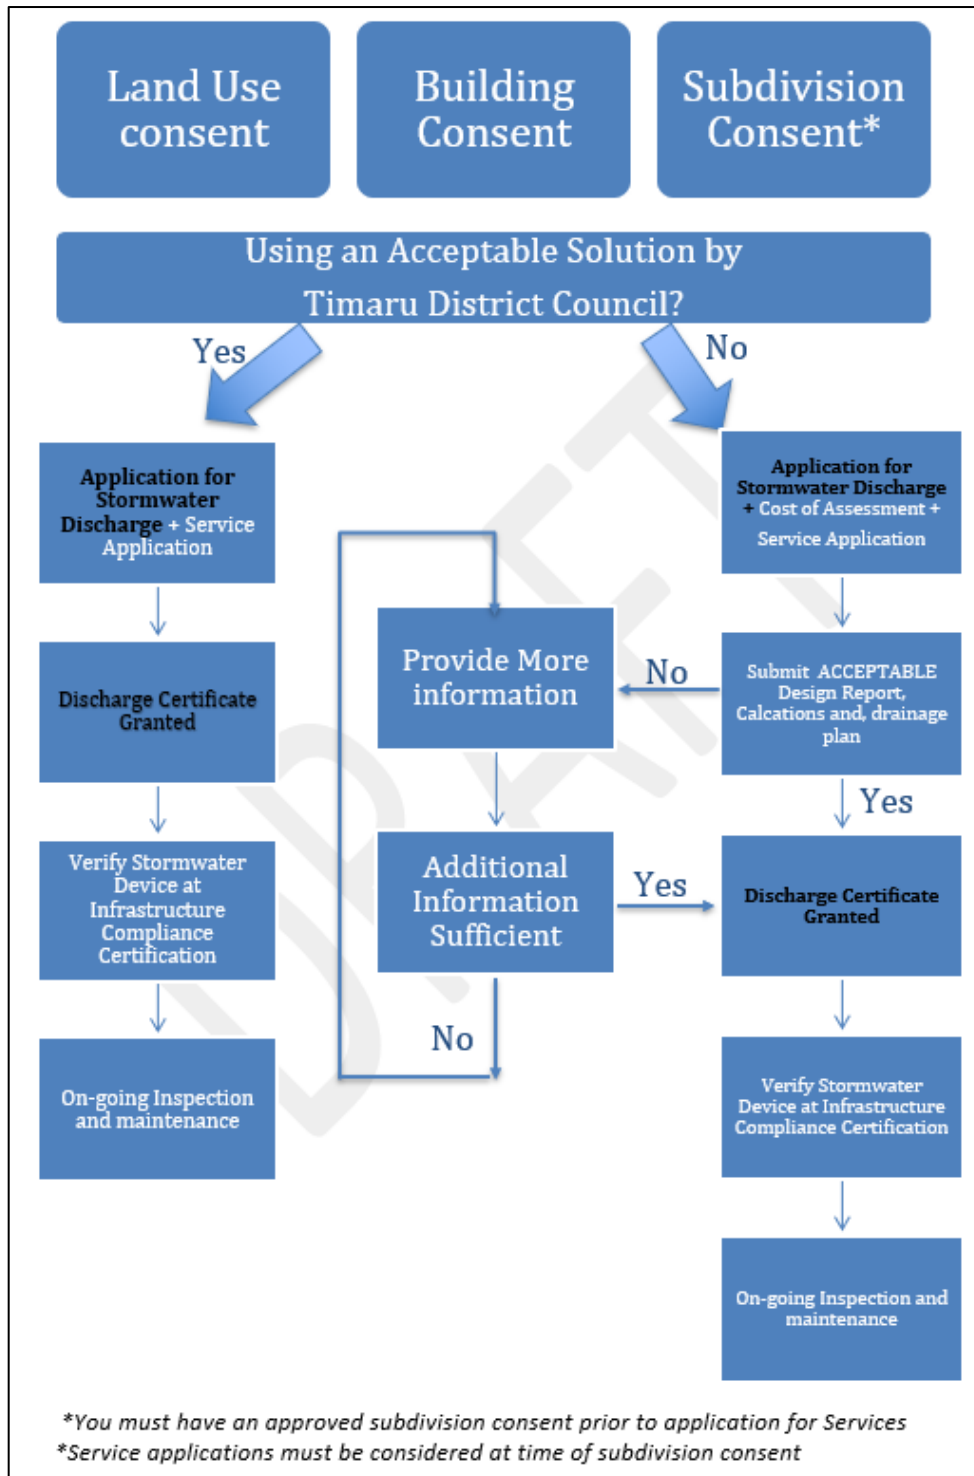 Land Use
consent
Building
Consent
Subdivision
Consent*
Using an Acceptable Solution by
Timaru District Council?
Yes
No
Application for
Stormwater
Discharge + Service
Application
Discharge Certificate
Granted
Verify Stormwater
Device at
Infrastructure
Compliance
Certification
On-going Inspection
and maintenance
Provide More
information
Additional
Information
Sufficient
No
Yes
No
Application for
Stormwater Discharge
+ Cost of Assessment +
Service Application
Submit ACCEPTABLE
Design Report,
Calcations and, drainage
plan
Yes
Discharge Certificate
Granted
Verify Stormwater
Device at Infrastructure
Compliance Certification
On-going Inspection and
maintenance
DRAFT
*You must have an approved subdivision consent prior to application for Services
*Service applications must be considered at time of subdivision consent